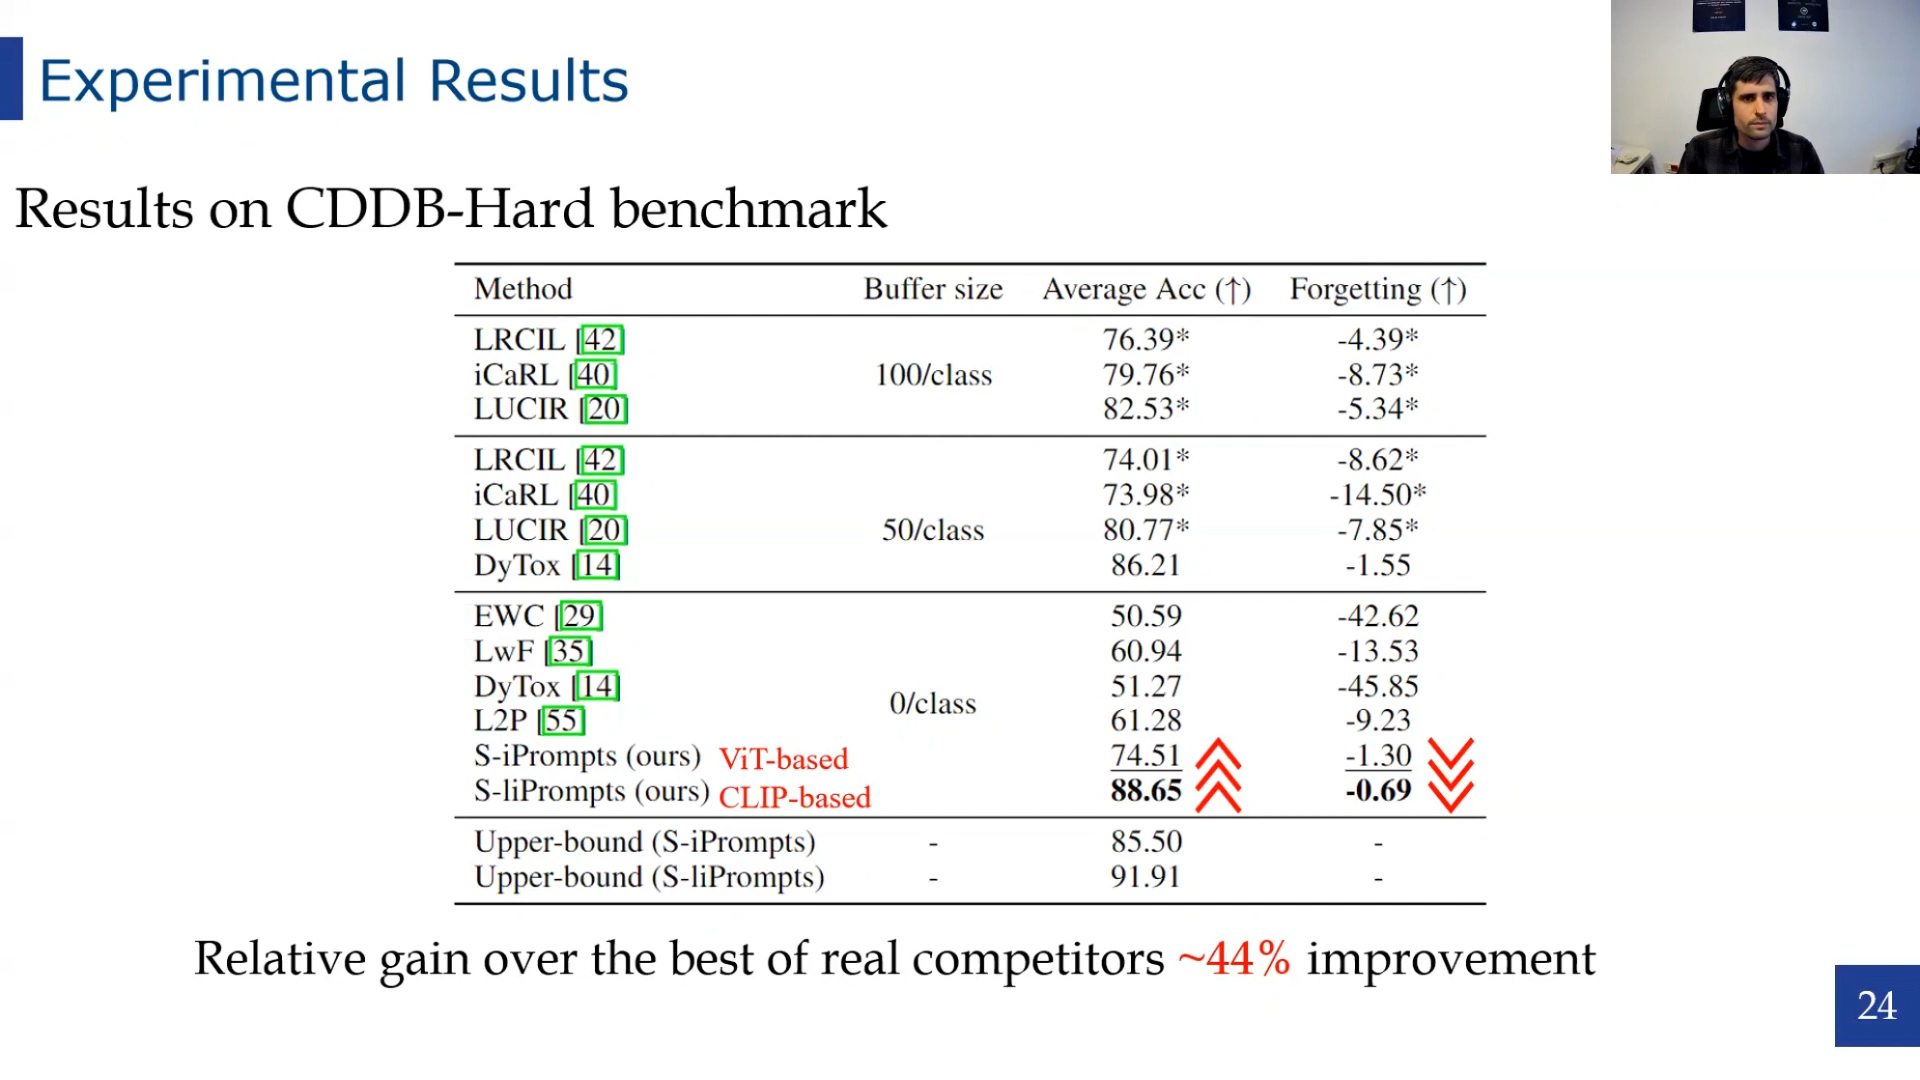 Experimental Results
Results on CDDB-Hard benchmark
Method Buffer size Average Acc (↑) Forgetting (↑)
LRCIL [42] 76.39* -4.39*
iCaRL [40] 100/class 79.76* -8.73*
LUCIR [20] 82.53* -5.34*
LRCIL [42] 74.01* -8.62*
iCaRL [40] 73.98* -14.50*
LUCIR [20] 50/class 80.77* -7.85*
DyTox [14] 86.21 -1.55
EWC [29] 50.59 -42.62
LwF [35] 60.94 -13.53
DyTox [14] 0/class 51.27 -45.85
L2P [55] 61.28 -9.23
S-iPrompts (ours) ViT-based 74.51 -1.30
S-liPrompts (ours) CLIP-based 88.65 -0.69
Upper-bound (S-iPrompts) - 85.50 -
Upper-bound (S-liPrompts) - 91.91 -
Relative gain over the best of real competitors ~44% improvement
24